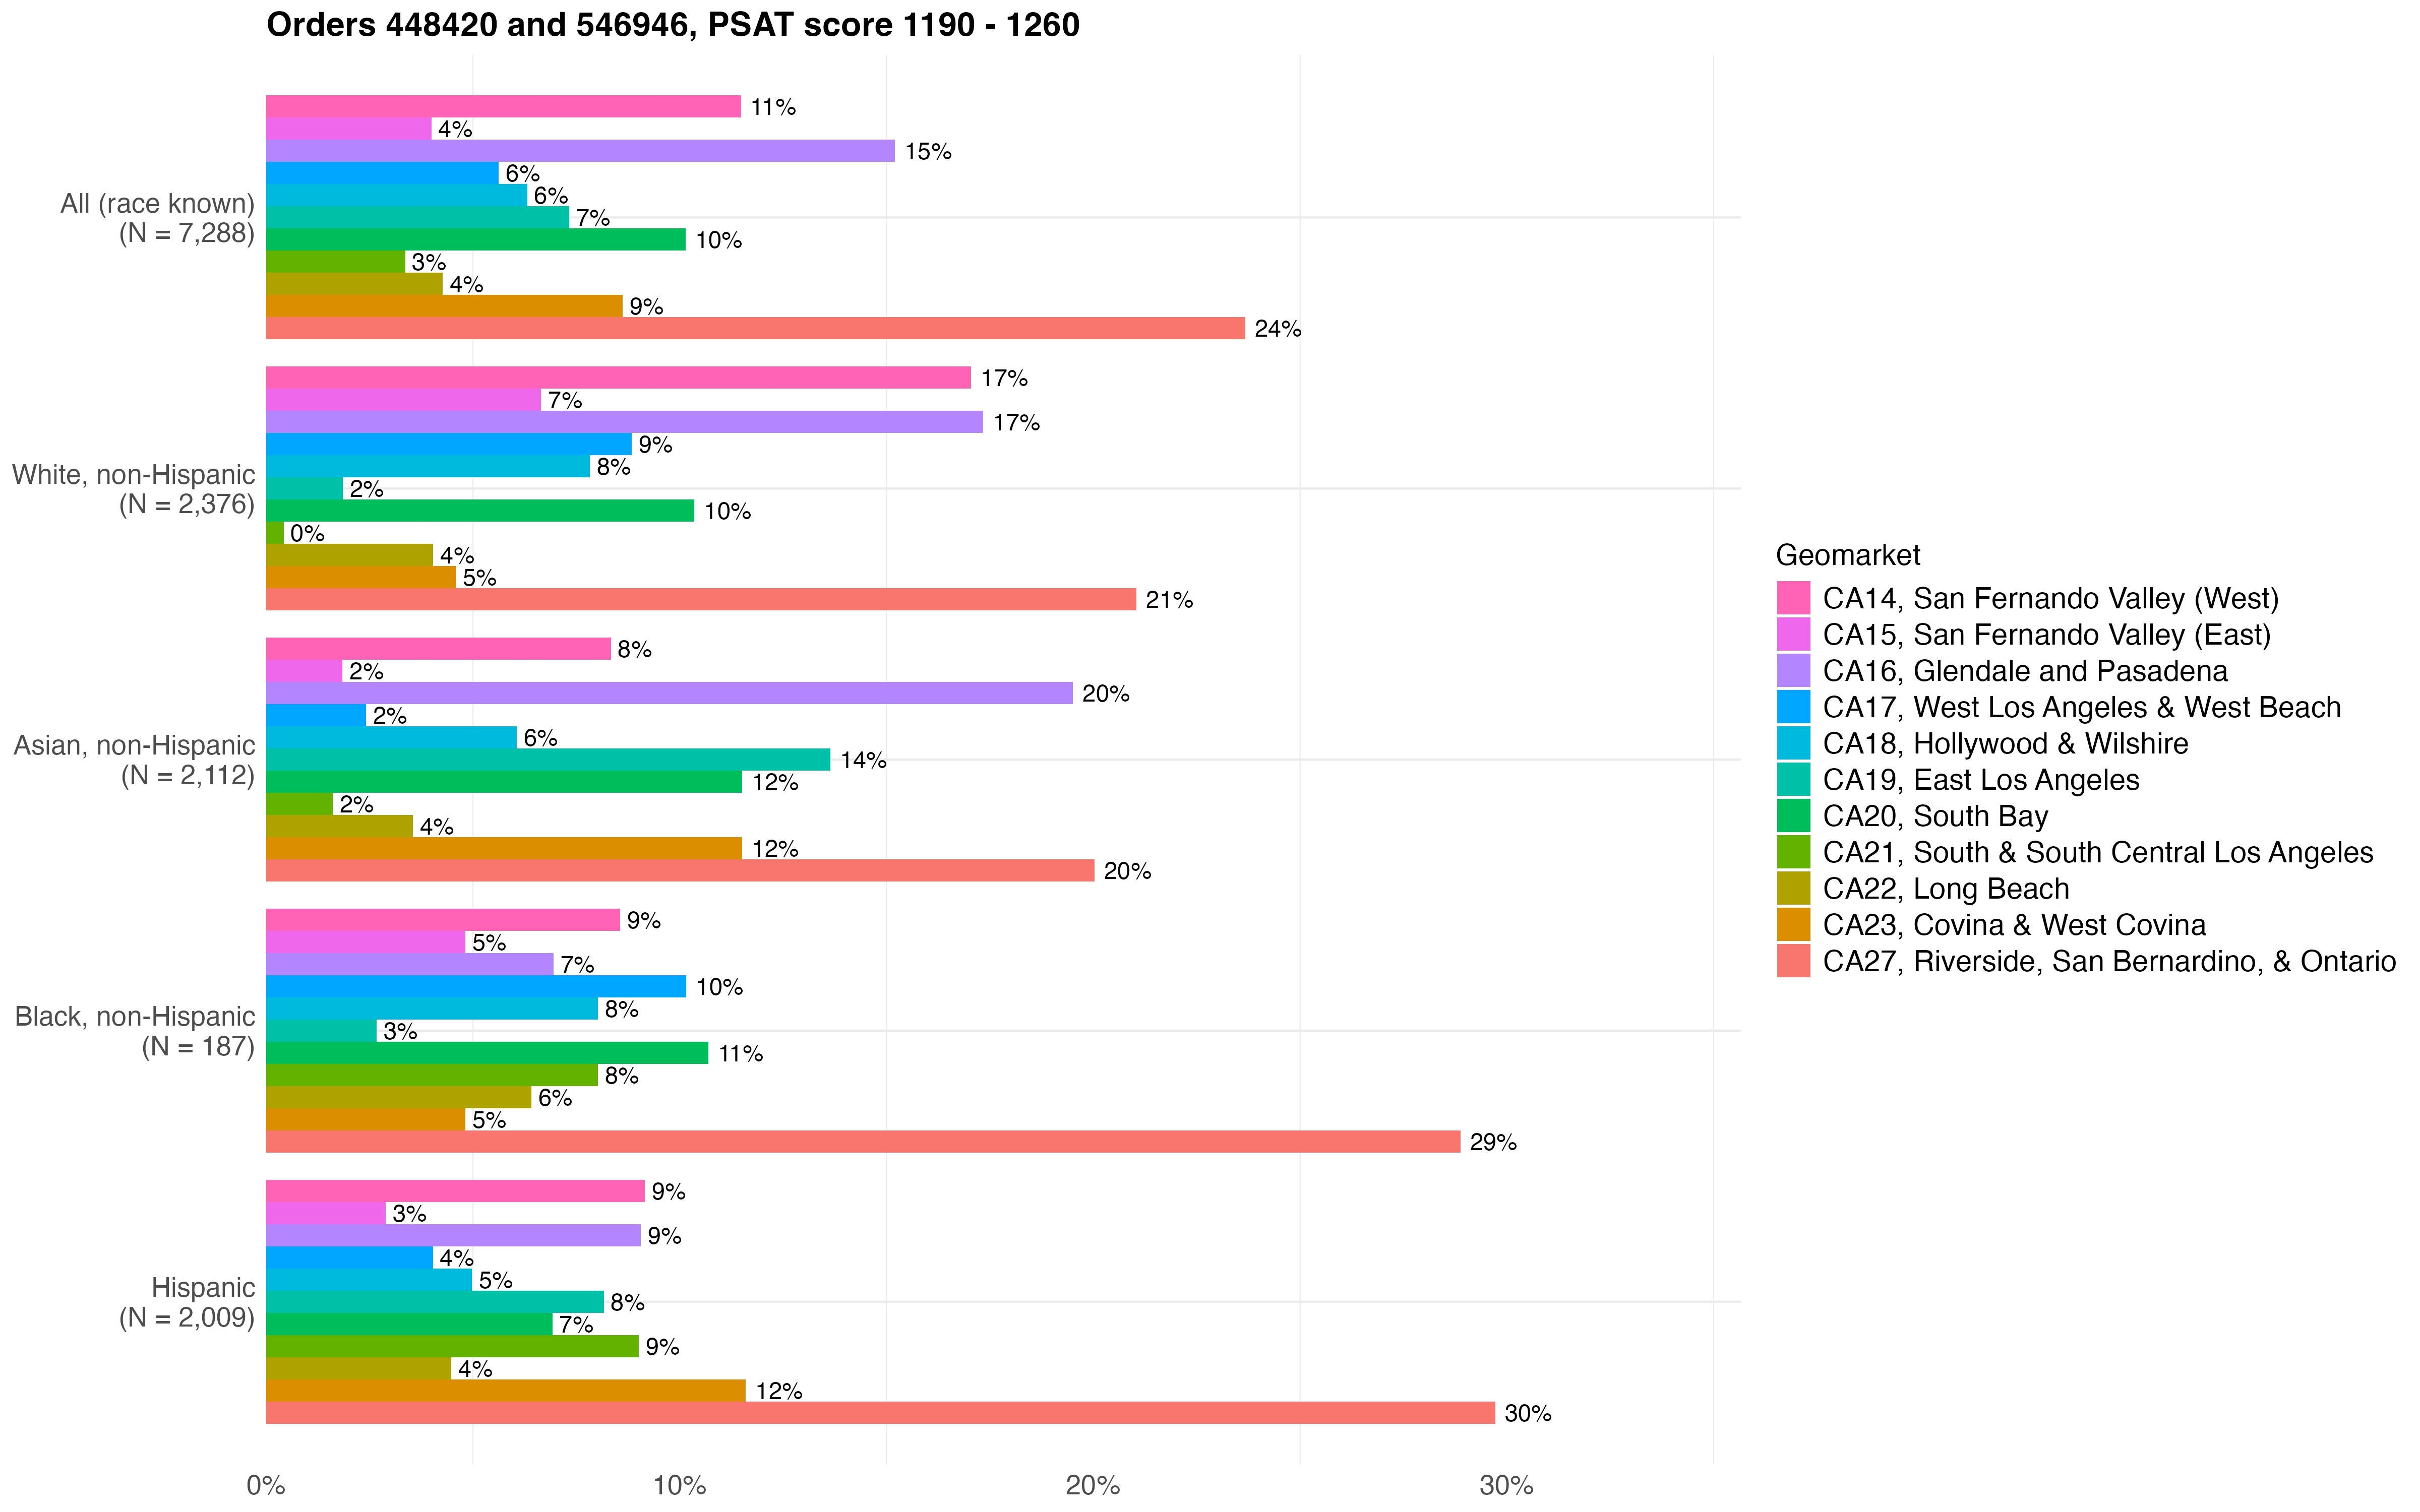 Orders 448420 and 546946, PSAT score 1190 - 1260
All (race known)
(N = 7,288)
11%
4%
15%
6%
6%
7%
10%
3%
4%
9%
24%
White, non-Hispanic
(N = 2,376)
17%
7%
17%
9%
8%
2%
10%
0%
4%
5%
21%
Asian, non-Hispanic
(N = 2,112)
8%
2%
20%
2%
6%
14%
12%
2%
4%
12%
20%
Black, non-Hispanic
(N = 187)
9%
5%
7%
10%
8%
3%
11%
8%
6%
5%
29%
Hispanic
(N = 2,009)
9%
3%
9%
4%
5%
8%
7%
9%
4%
12%
30%
0% 10% 20% 30%
Geomarket
CA14, San Fernando Valley (West)
CA15, San Fernando Valley (East)
CA16, Glendale and Pasadena
CA17, West Los Angeles & West Beach
CA18, Hollywood & Wilshire
CA19, East Los Angeles
CA20, South Bay
CA21, South & South Central Los Angeles
CA22, Long Beach
CA23, Covina & West Covina
CA27, Riverside, San Bernardino, & Ontario